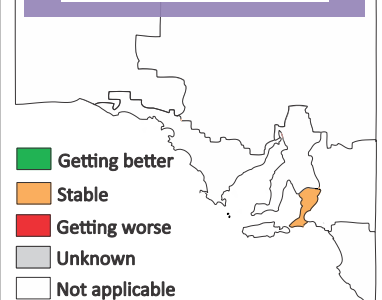 Getting better
Stable
Getting worse
Unknown
Not applicable